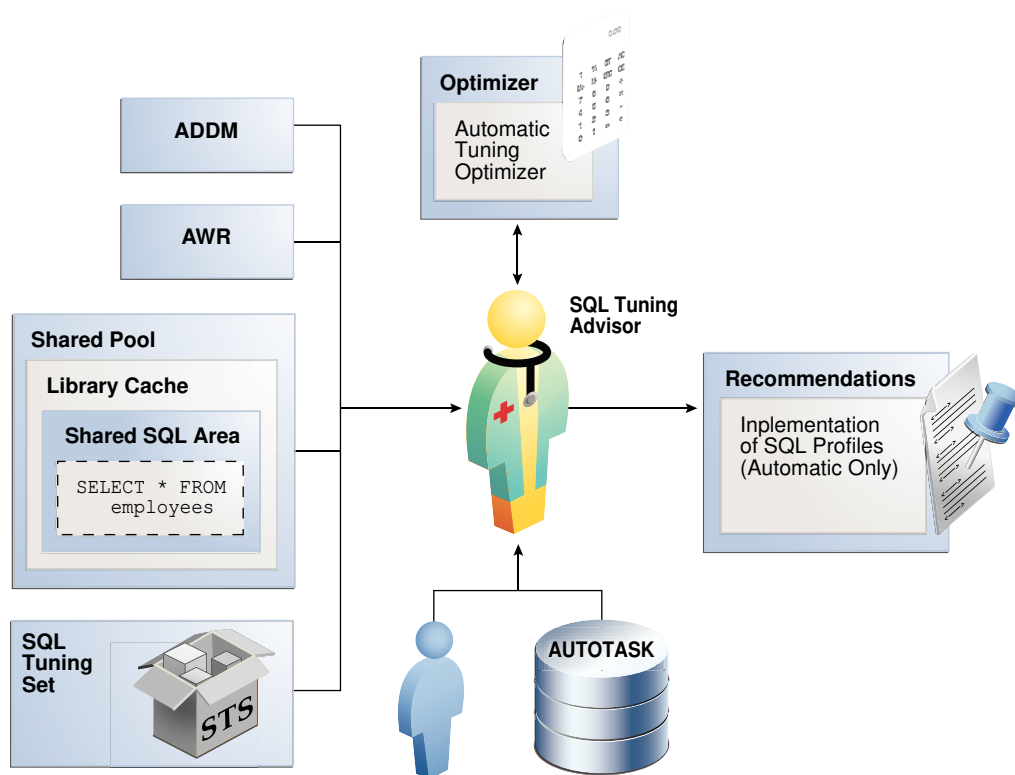 ADDM
AWR
Shared Pool
Library Cache
Shared SQL Area
SELECT * FROM
employees
SQL
Tuning
Set
STS
Optimizer
Automatic
Tuning
Optimizer
SQL Tuning
Advisor
AUTOTASK
Recommendations
Inplementation
of SQL Profiles
(Automatic Only)